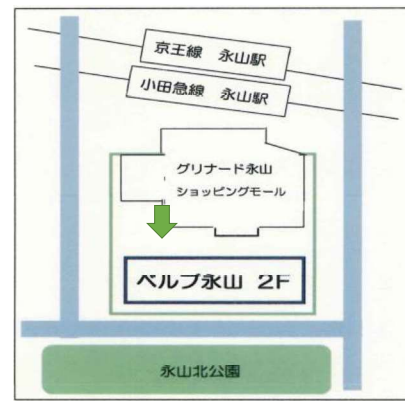 京王線 永山駅
小田急線 永山駅
グリナード永山
ショッピングモール
ベルブ永山 2F
永山北公園